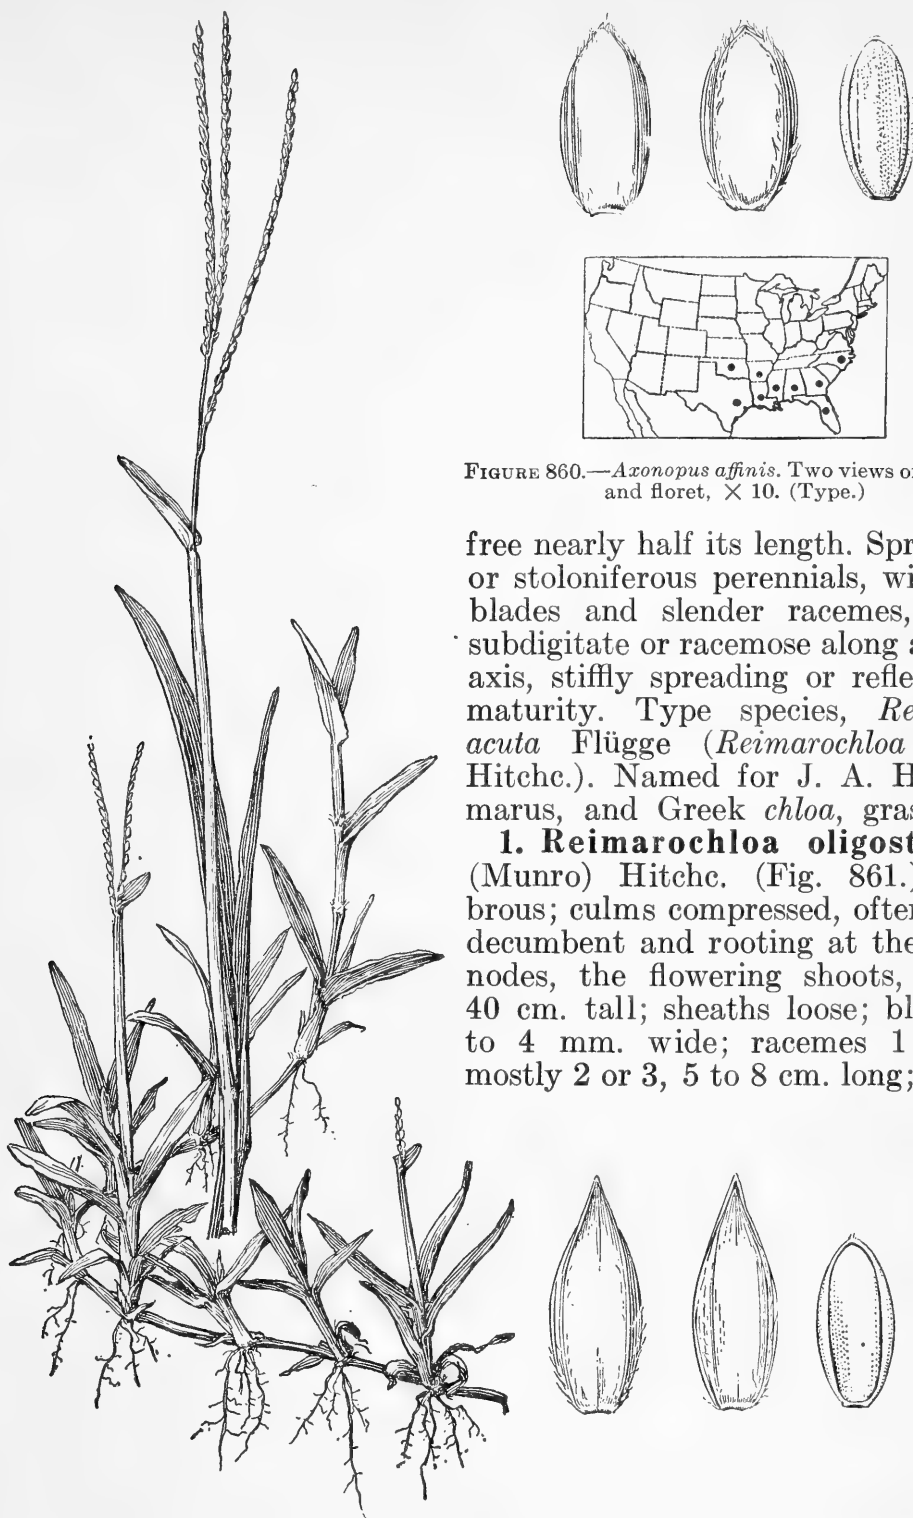 FIGURE 860.—Axonopus affinis. Two views of
and floret, × 10. (Type.)
free nearly half its length. Spr
or stoloniferous perennials, wi
blades and slender racemes,
subdigitate or racemose along a
axis, stiffly spreading or refle
maturity. Type species, Re
acuta Flügge (Reimarochloa
Hitchc.). Named for J. A. H
marus, and Greek chloa, gras
1. Reimarochloa oligost
(Munro) Hitchc. (Fig. 861.)
brous; culms compressed, often
decumbent and rooting at the
nodes, the flowering shoots,
40 cm. tall; sheaths loose; bl
to 4 mm. wide; racemes 1
mostly 2 or 3, 5 to 8 cm. long;